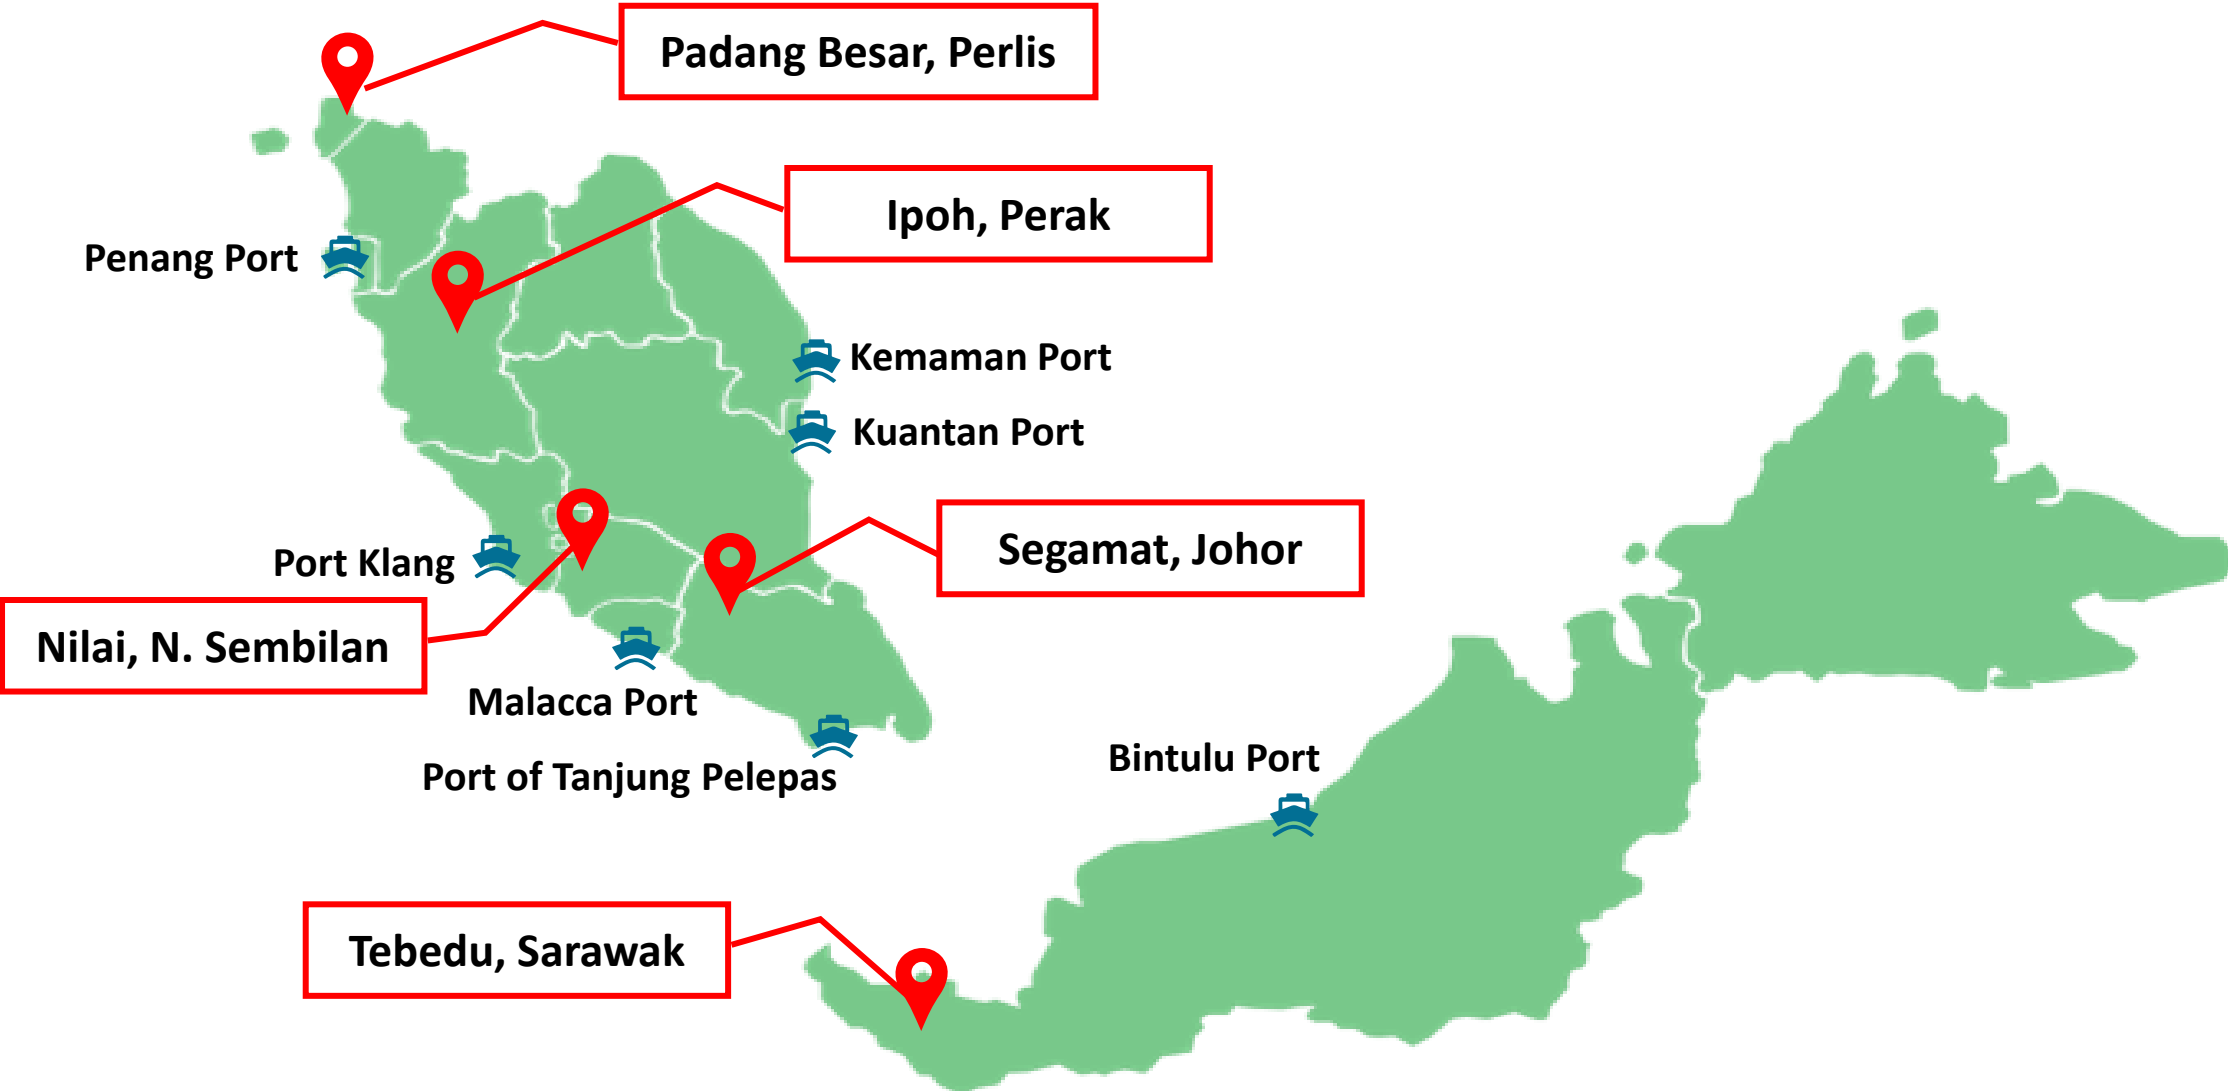 Padang Besar, Perlis
Ipoh, Perak
Penang Port
Kemaman Port
Kuantan Port
Segamat, Johor
Port Klang
Nilai, N. Sembilan
Malacca Port
Port of Tanjung Pelepas
Bintulu Port
Tebedu, Sarawak